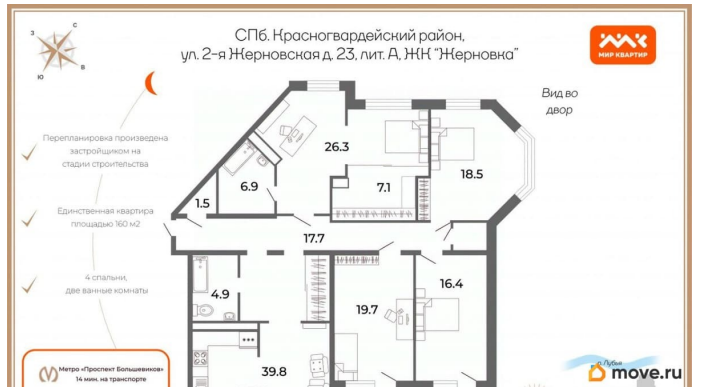 СПб. Красногвардейский район,
ул. 2-я Жерновская д. 23, лит. А, ЖК "Жерновка"
МИР КВАРТИР
З
С
Ю
В
Вид во
двор
Перепланировка произведена
застройщиком на
стадии строительства
Единственная квартира
площадью 160 м2
4 спальни,
две ванные комнаты
26.3
6.9
7.1
18.5
1.5
17.7
4.9
19.7
16.4
39.8
Метро «Проспект Большевиков»
14 мин. на транспорте
р. Лубья
move.ru